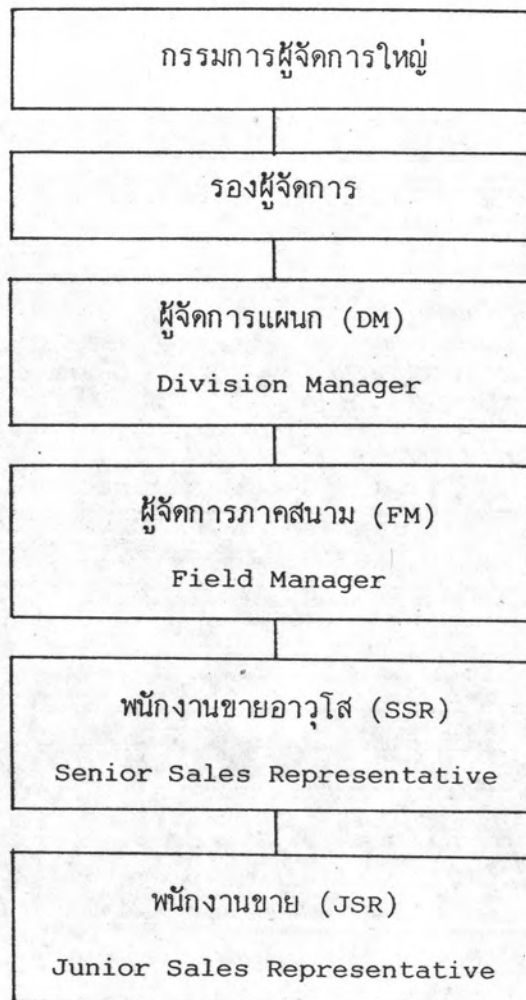 กรรมการผู้จัดการใหญ่
รองผู้จัดการ
ผู้จัดการแผนก (DM)
Division Manager
ผู้จัดการภาคสนาม (FM)
Field Manager
พนักงานขายอาวุโส (SSR)
Senior Sales Representative
พนักงานขาย (JSR)
Junior Sales Representative